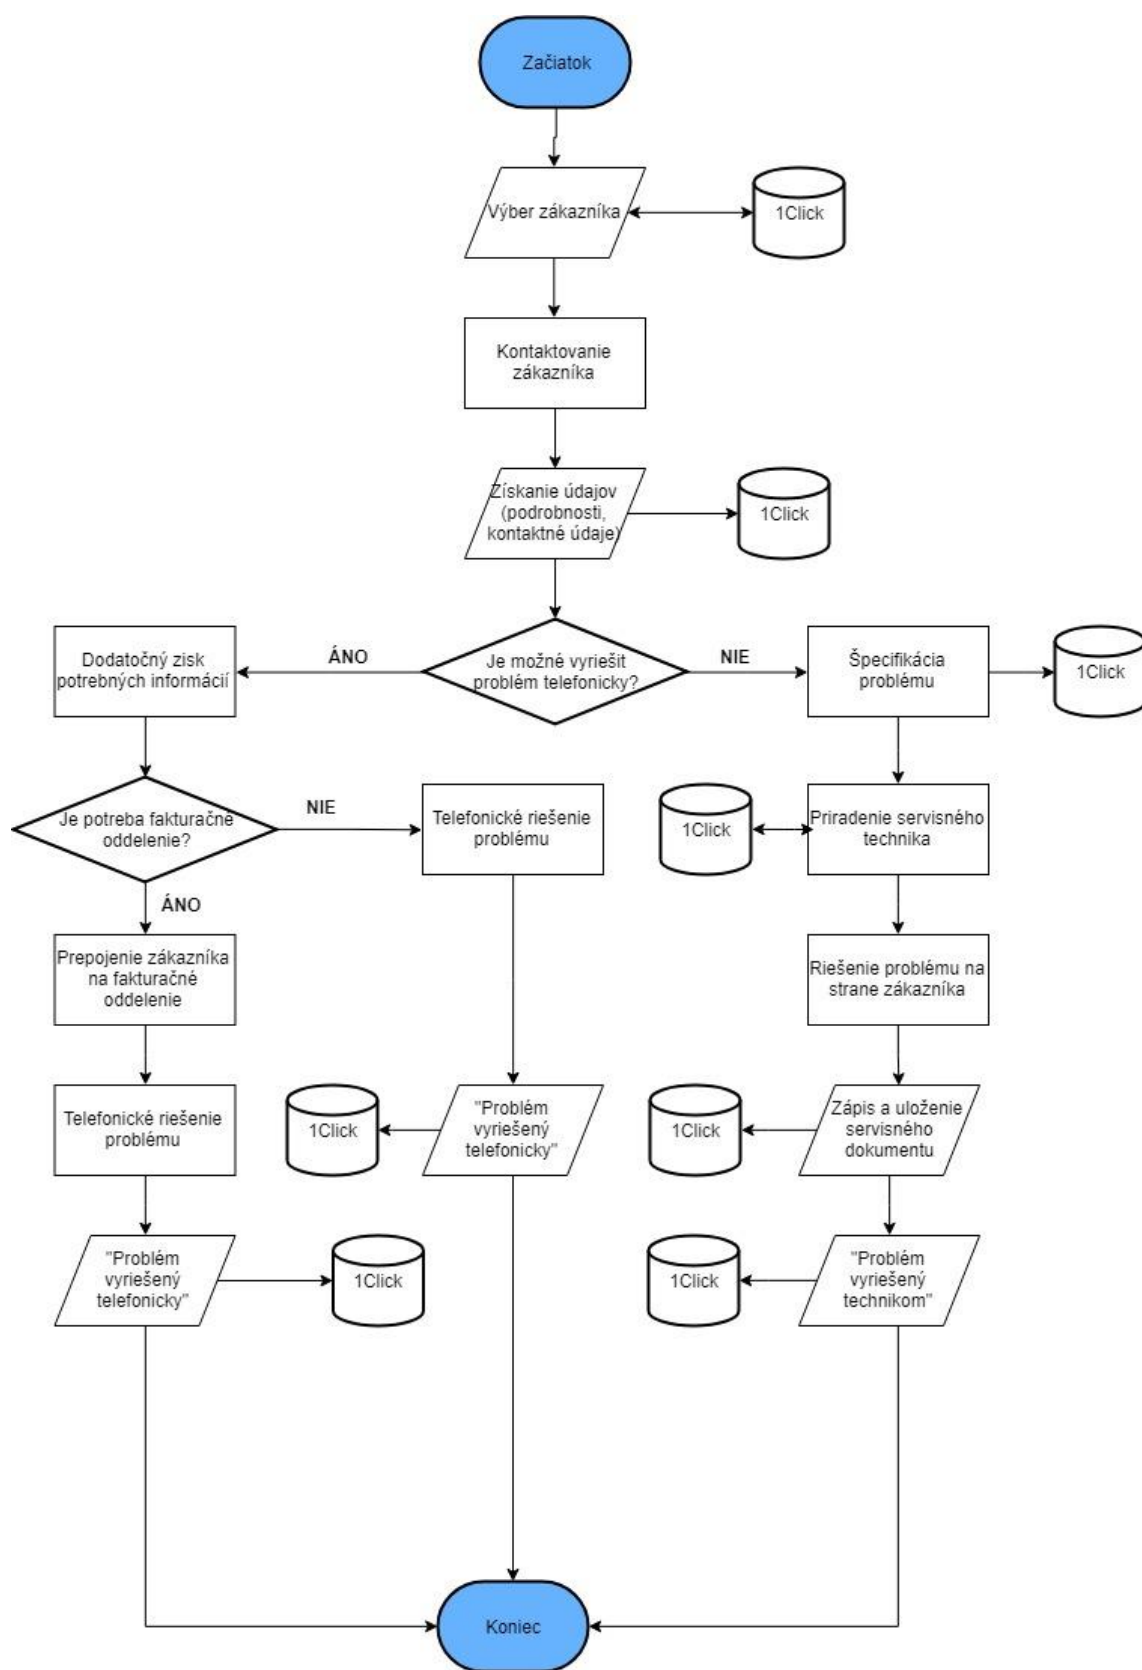 Začiatok
Výber zákazníka
1Click
Kontaktovanie
zákazníka
Získanie údajov
(podrobnosti,
kontaktné údaje)
1Click
Dodatočný zisk
potrebných informácií
ÁNO
Je možné vyriešit
problém telefonicky?
NIE
Špecifikácia
problému
1Click
Je potreba fakturačné
oddelenie?
NIE
Telefonické riešenie
problému
1Click
Priradenie servisného
technika
ÁNO
Prepojenie zákazníka
na fakturačné
oddelenie
Riešenie problému na
strane zákazníka
Telefonické riešenie
problému
1Click
"Problém
vyriešený
telefonicky"
1Click
Zápis a uloženie
servisného
dokumentu
"Problém
vyriešený
telefonicky"
1Click
1Click
"Problém
vyriešený
technikom"
Koniec